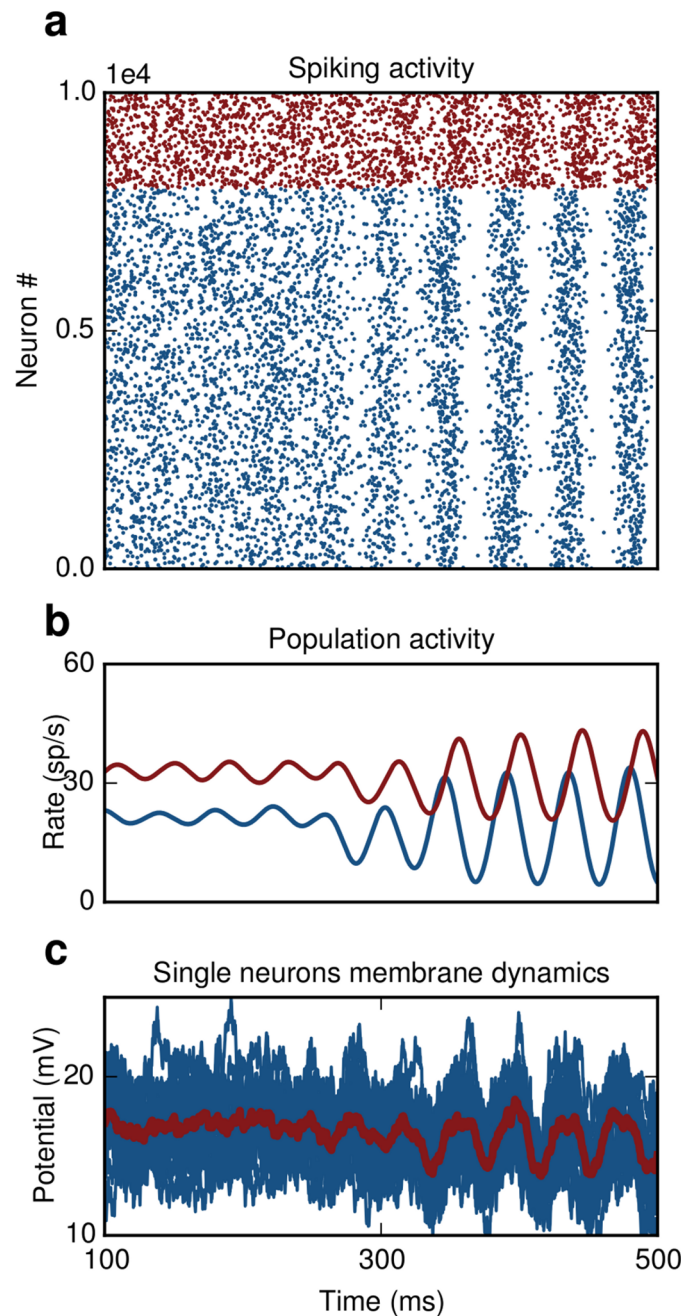 a
1e4
Spiking activity
1.0
0.5
0.0
Neuron #
b
Population activity
60
30
0
Rate (sp/s)
c
Single neurons membrane dynamics
20
10
Potential (mV)
100
300
500
Time (ms)